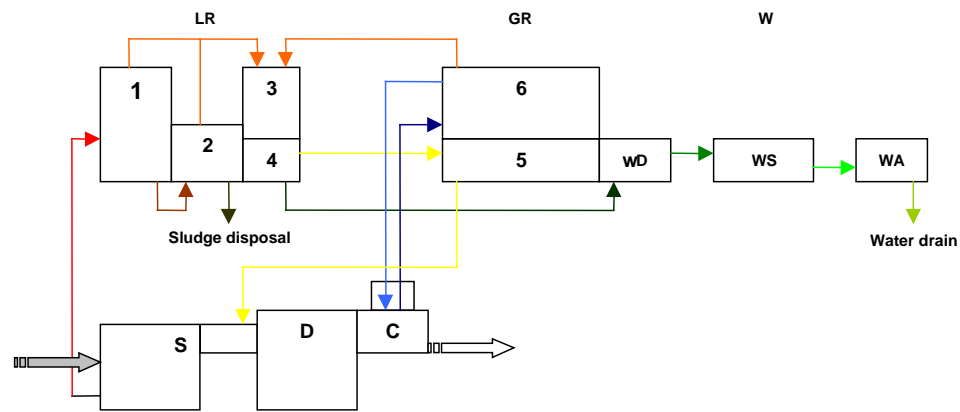 LR GR W
1
6
3
2
4
5
wD
WS
WA
Sludge disposal
Water drain
S
D
C